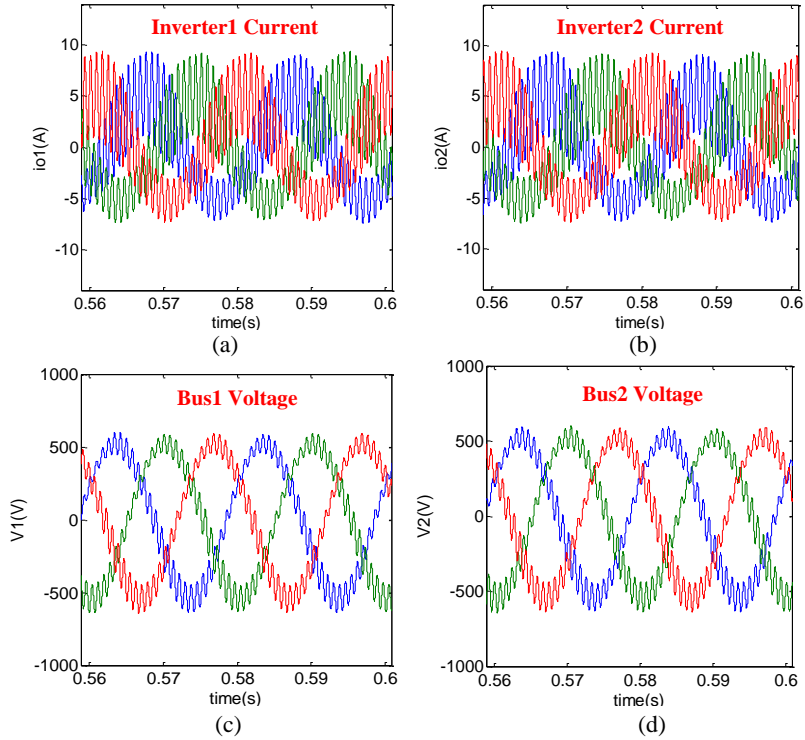 Inverter1 Current
io1(A)
10
5
0
-5
-10
0.56 0.57 0.58 0.59 0.6
time(s)
(a)
Inverter2 Current
io2(A)
10
5
0
-5
-10
0.56 0.57 0.58 0.59 0.6
time(s)
(b)
Bus1 Voltage
V1(V)
1000
500
0
-500
-1000
0.56 0.57 0.58 0.59 0.6
time(s)
(c)
Bus2 Voltage
V2(V)
1000
500
0
-500
-1000
0.56 0.57 0.58 0.59 0.6
time(s)
(d)